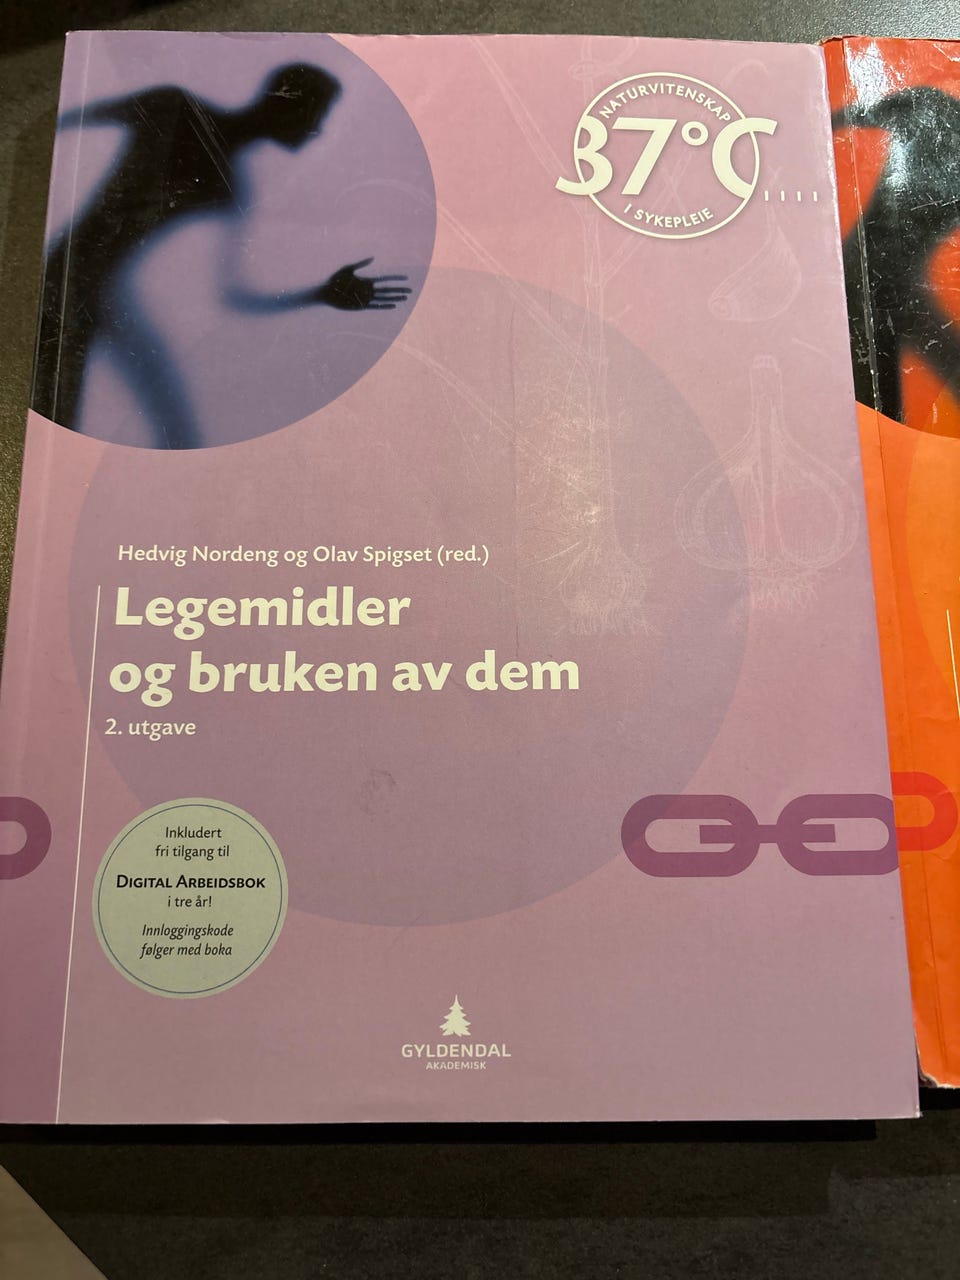 NATURVITENSKAP
37°C
I SYKEPLEIE
Hedvig Nordeng og Olav Spigset (red.)
Legemidler
og bruken av dem
2. utgave
Inkludert
fri tilgang til
DIGITAL ARBEIDSBOK
i tre år!
Innloggingskode
følger med boka
GYLDENDAL
AKADEMISK